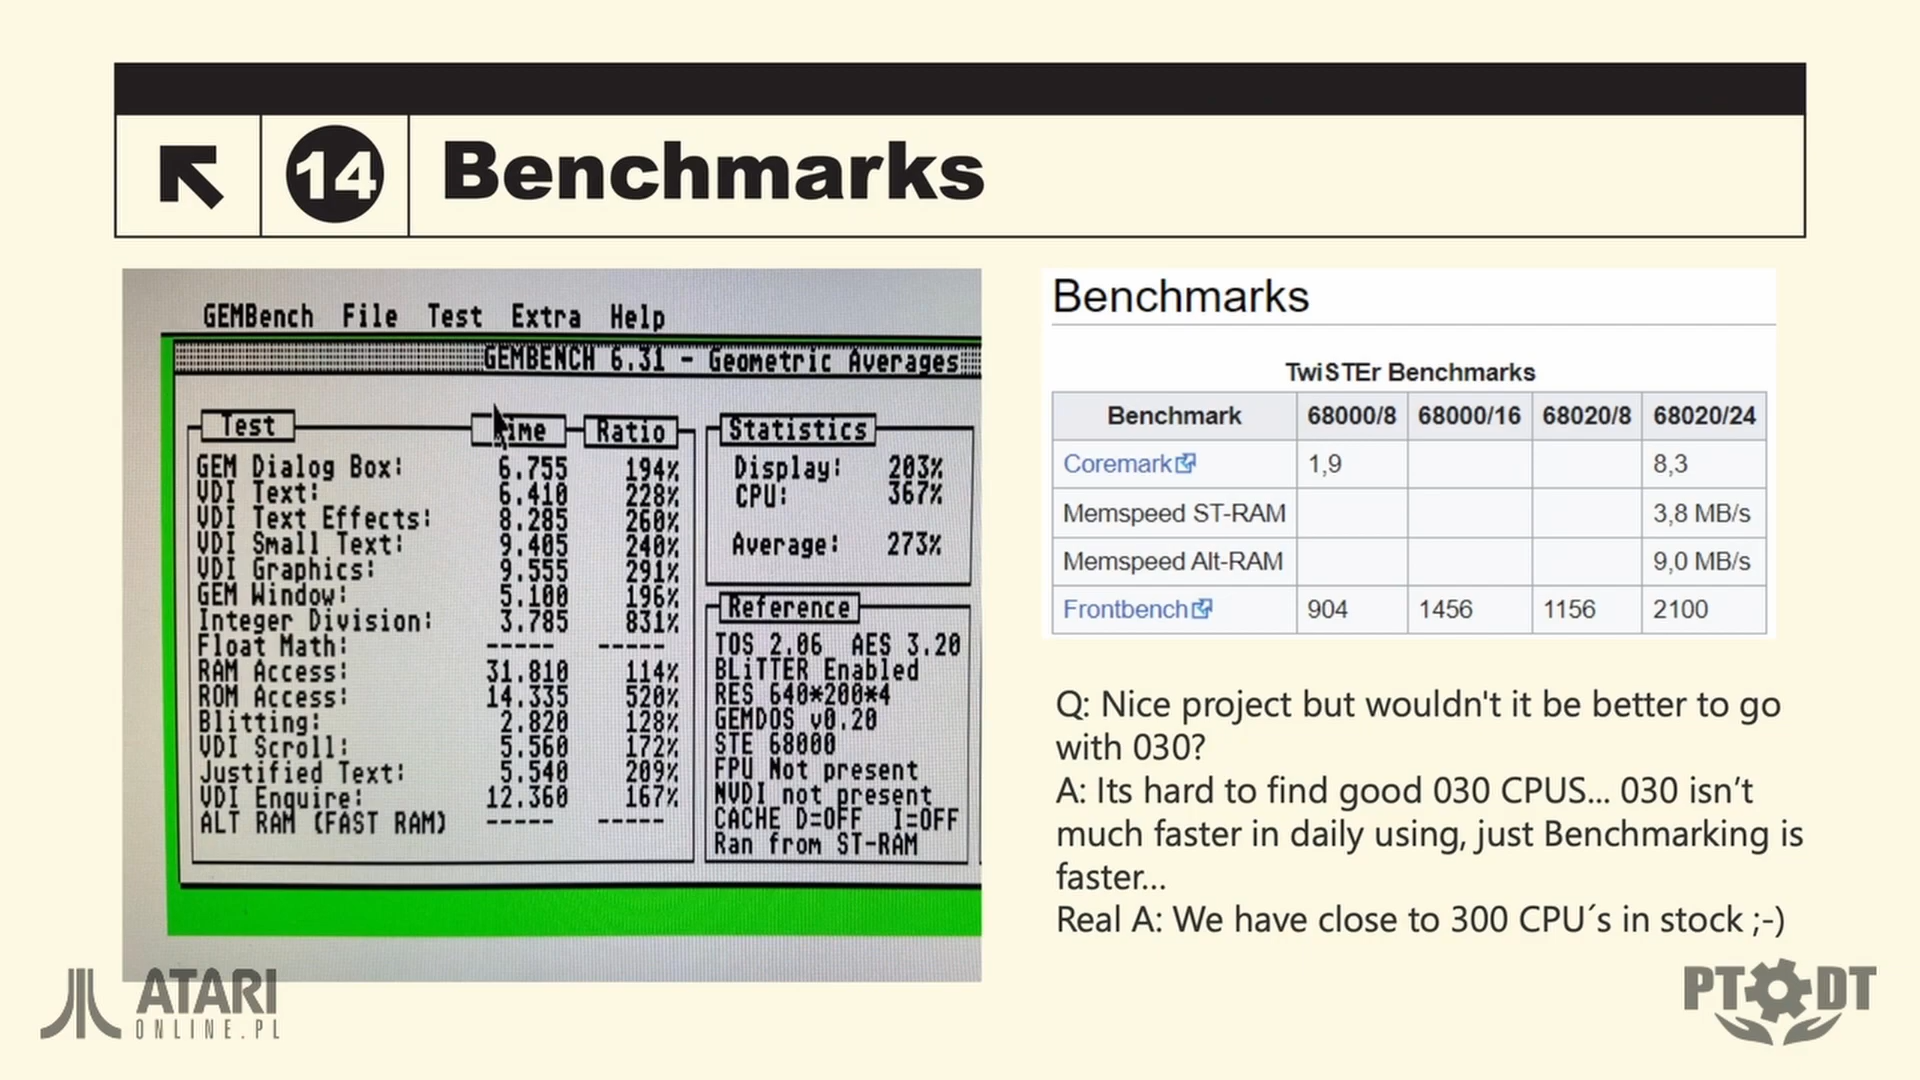 14 Benchmarks
GEMBench File Test Extra Help
GEMBENCH 6.31 - Geometric Averages
Test ime Ratio
GEM Dialog Box: 6.755 194%
VDI Text: 6.410 228%
VDI Text Effects: 8.285 260%
VDI Small Text: 9.405 240%
VDI Graphics: 9.555 291%
GEM Window: 5.100 196%
Integer Division: 3.785 831%
Float Math: ----- -----
RAM Access: 31.810 114%
ROM Access: 14.335 520%
Blitting: 2.820 128%
VDI Scroll: 5.560 172%
Justified Text: 5.540 209%
VDI Enquire: 12.360 167%
ALT RAM (FAST RAM) ----- -----
Statistics
Display: 203%
CPU: 367%
Average: 273%
Reference
TOS 2.06 AES 3.20
BLiTTER Enabled
RES 640*200*4
GEMDOS v0.20
STE 68000
FPU Not present
NVDI not present
CACHE D=OFF I=OFF
Ran from ST-RAM
Benchmarks
TwiSTEr Benchmarks
Benchmark 68000/8 68000/16 68020/8 68020/24
Coremark 1,9 8,3
Memspeed ST-RAM 3,8 MB/s
Memspeed Alt-RAM 9,0 MB/s
Frontbench 904 1456 1156 2100
Q: Nice project but wouldn't it be better to go
with 030?
A: Its hard to find good 030 CPUS... 030 isn’t
much faster in daily using, just Benchmarking is
faster...
Real A: We have close to 300 CPU´s in stock ;-)
ATARI
ONLINE.PL
PT DT